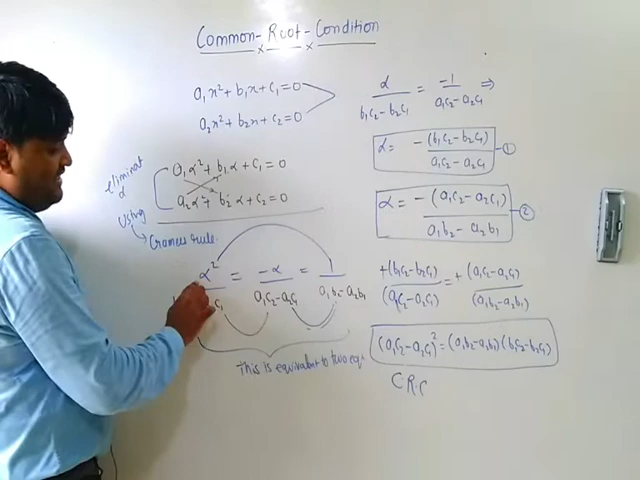 Common-Root-Condition
a₁x² + b₁x + c₁ = 0
a₂x² + b₂x + c₂ = 0
a₁α² + b₁α + c₁ = 0
a₂α² + b₂α + c₂ = 0
eliminat
α
Using
Cramers rule.
α² = -α/(a₁c₂ - a₂c₁) = 1/(a₁b₂ - a₂b₁)
This is equivalent to two eqn
α/(b₁c₂ - b₂c₁) = -1/(a₁c₂ - a₂c₁) ⇒
α = -(b₁c₂ - b₂c₁)/(a₁c₂ - a₂c₁) ①
α = -(a₁c₂ - a₂c₁)/(a₁b₂ - a₂b₁) ②
+(b₁c₂ - b₂c₁)/(a₁c₂ - a₂c₁) = +(a₁c₂ - a₂c₁)/(a₁b₂ - a₂b₁)
(a₁c₂ - a₂c₁)² = (a₁b₂ - a₂b₁)(b₁c₂ - b₂c₁)
CRC